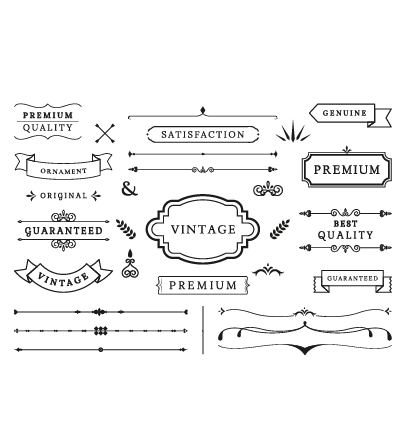 PREMIUM
QUALITY
SATISFACTION
GENUINE
ORNAMENT
PREMIUM
&
ORIGINAL
GUARANTEED
VINTAGE
BEST
QUALITY
VINTAGE
PREMIUM
GUARANTEED